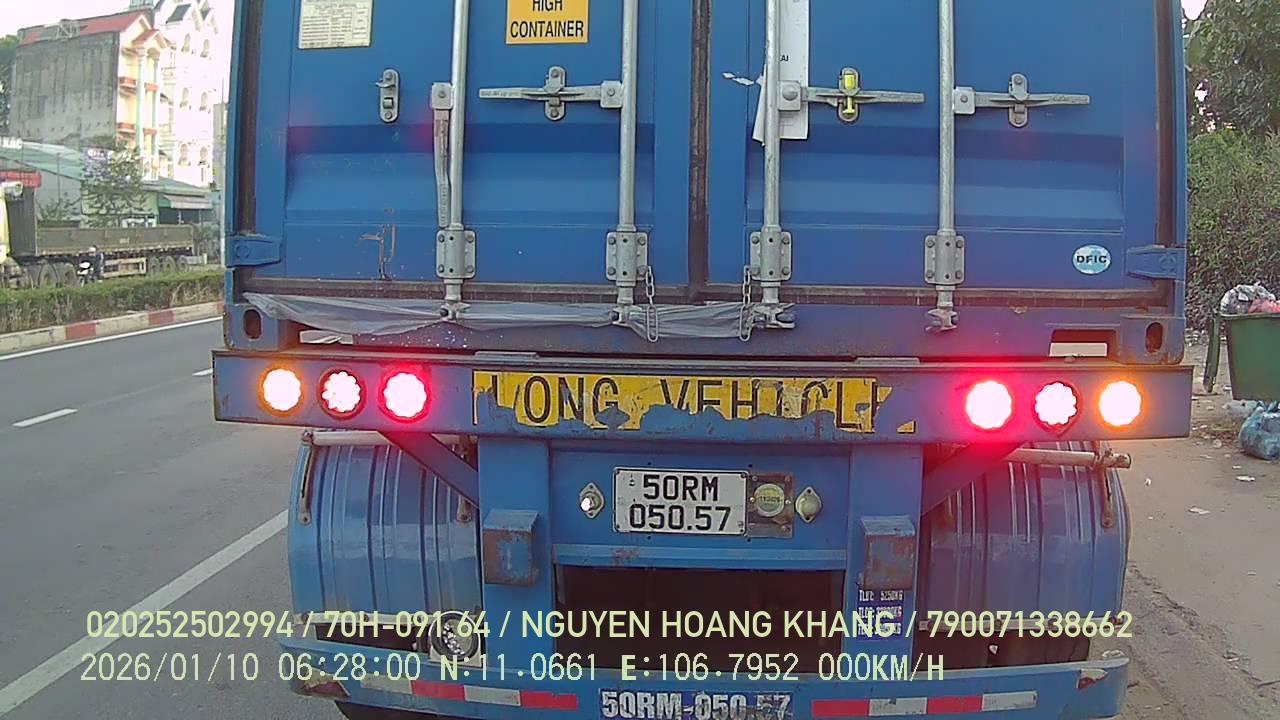 HIGH
CONTAINER
DFIC
LONG VEHICLE
50RM
050.57
020252502994 / 70H-091.64 / NGUYEN HOANG KHANG / 790071338662
2026/01/10 06:28:00 N:11.0661 E:106.7952 000KM/H
50RM-050.57